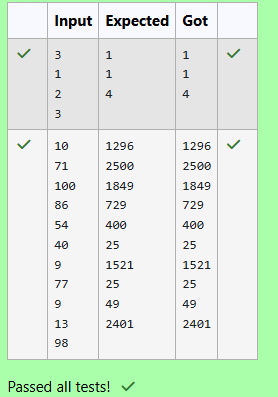 Input Expected Got
3 1 1
1 1 1
2 4 4
3
10 1296 1296
71 2500 2500
100 1849 1849
86 729 729
54 400 400
40 25 25
9 1521 1521
77 25 25
9 49 49
13 2401 2401
98
Passed all tests!